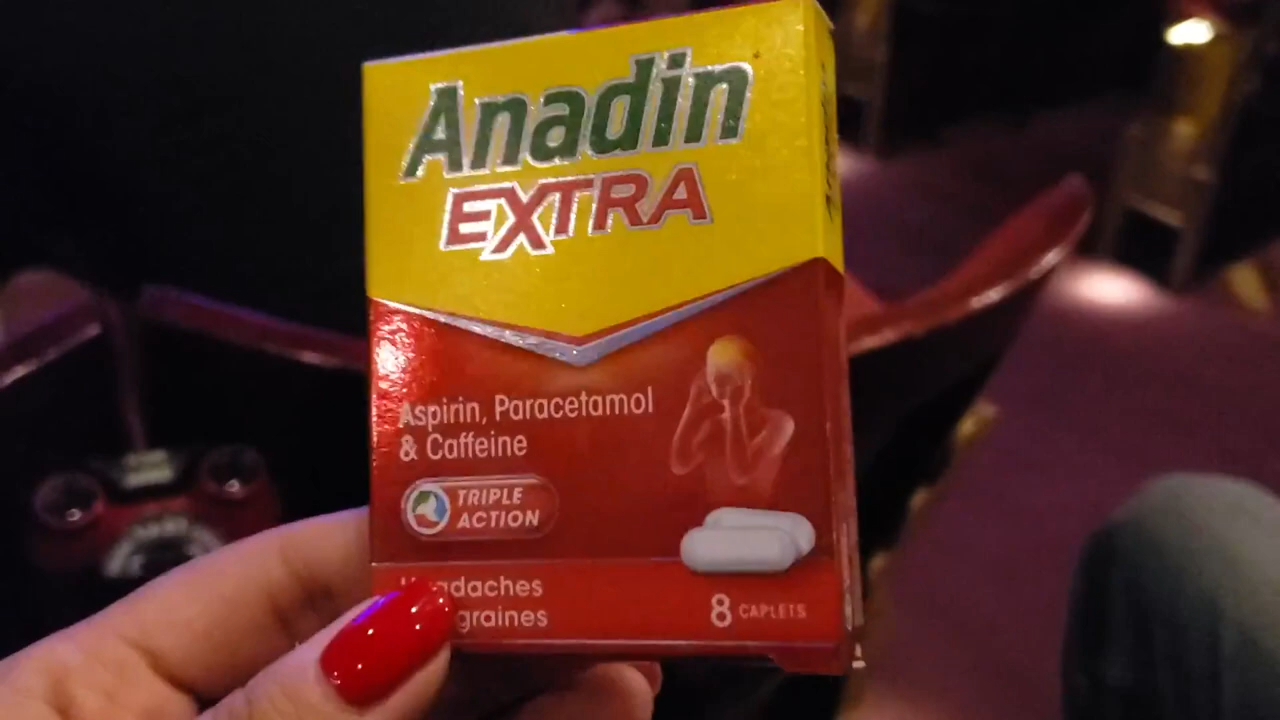 Anadin
EXTRA
Aspirin, Paracetamol
& Caffeine
TRIPLE
ACTION
8 CAPLETS